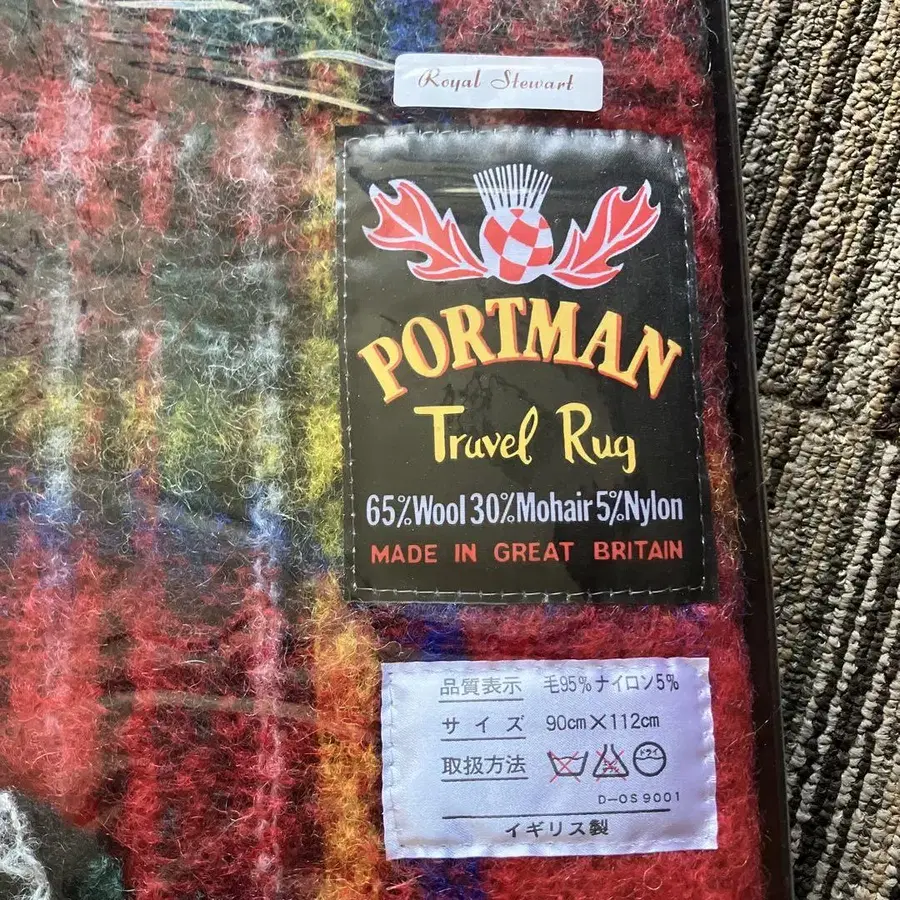 Royal Stewart
PORTMAN
Travel Rug
65%Wool 30%Mohair 5%Nylon
MADE IN GREAT BRITAIN
品質表示 毛95% ナイロン5%
サイズ 90cm×112cm
取扱方法 ドライ
D-OS9001
イギリス製